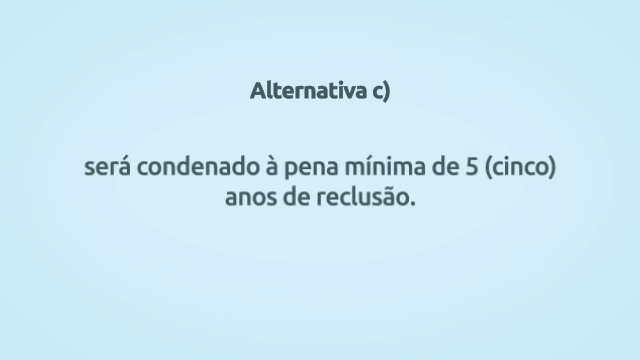 Alternativa c)
será condenado à pena mínima de 5 (cinco)
anos de reclusão.